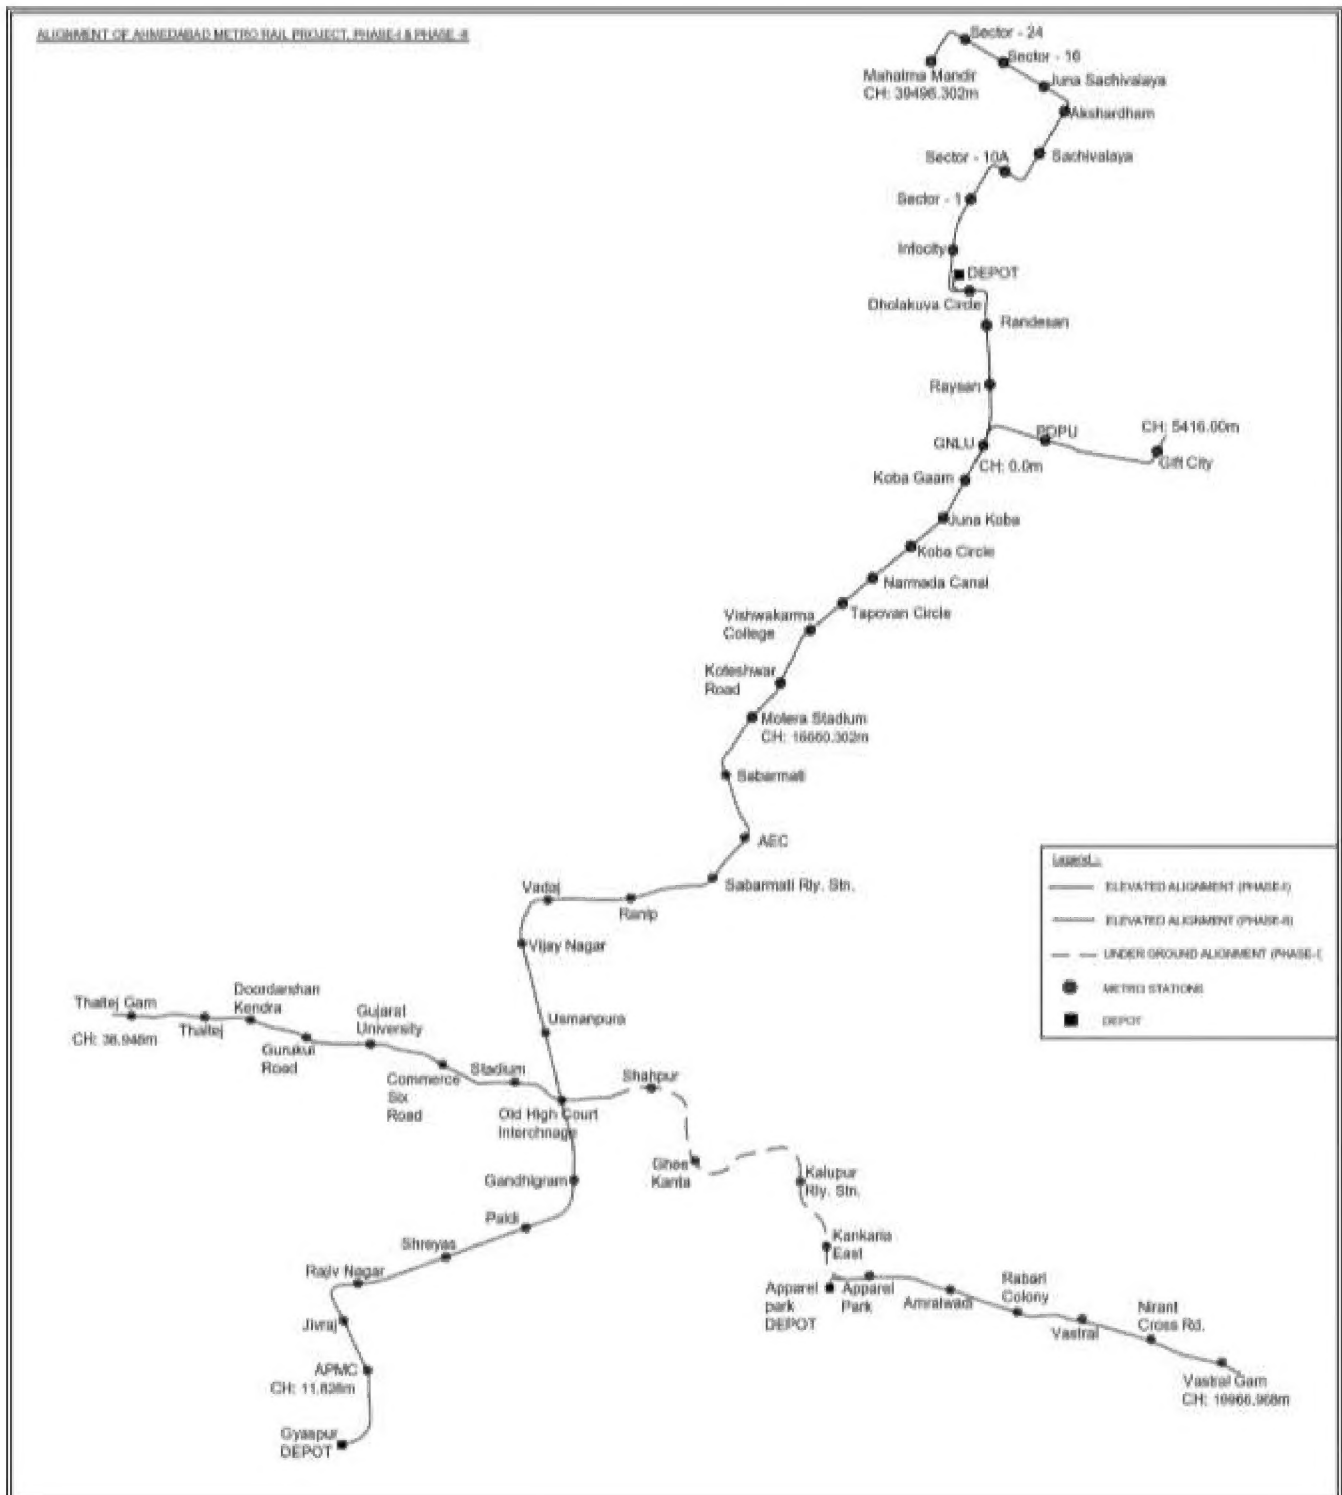 ALIGNMENT OF AHMEDABAD METRO RAIL PROJECT, PHASE-I & PHASE -II
Sector - 24
Sector - 16
Mahatma Mandir
CH: 39496.302m
Juna Sachivalaya
Akshardham
Sector - 10A
Sachivalaya
Sector - 1
Infocity
DEPOT
Dholakuva Circle
Randesan
Raysan
PDPU
CH: 5416.00m
GNLU
Gift City
CH: 0.0m
Koba Gaam
Juna Koba
Koba Circle
Narmada Canal
Tapovan Circle
Vishwakarma
College
Koteshwar
Road
Motera Stadium
CH: 16660.302m
Sabarmati
AEC
Sabarmati Rly. Stn.
Vadaj
Ranip
Vijay Nagar
Legend :-
ELEVATED ALIGNMENT (PHASE-I)
ELEVATED ALIGNMENT (PHASE-II)
UNDER GROUND ALIGNMENT (PHASE-I)
METRO STATIONS
DEPOT
Thaltej Gam
CH: 36.945m
Thaltej
Doordarshan
Kendra
Gurukul
Road
Gujarat
University
Usmanpura
Commerce
Six
Road
Stadium
Shahpur
Old High Court
Interchnage
Ghee
Kanta
Kalupur
Rly. Stn.
Gandhigram
Paldi
Shreyas
Rajiv Nagar
Kankaria
East
Apparel
park
DEPOT
Apparel
Park
Amraiwadi
Rabari
Colony
Vastral
Nirant
Cross Rd.
Vastral Gam
Jivraj
APMC
Gyaspur
DEPOT